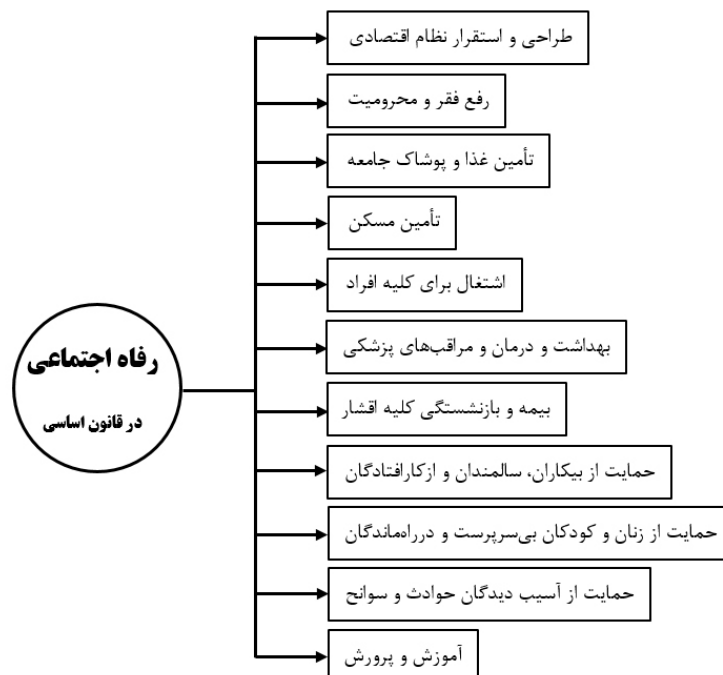 رفاه اجتماعی
در قانون اساسی
طراحی و استقرار نظام اقتصادی
رفع فقر و محرومیت
تأمین غذا و پوشاک جامعه
تأمین مسکن
اشتغال برای کلیه افراد
بهداشت و درمان و مراقب‌های پزشکی
بیمه و بازنشستگی کلیه اقشار
حمایت از بیکاران، سالمندان و ازکارافتادگان
حمایت از زنان و کودکان بی‌سرپرست و درراه‌ماندگان
حمایت از آسیب دیدگان حوادث و سوانح
آموزش و پرورش